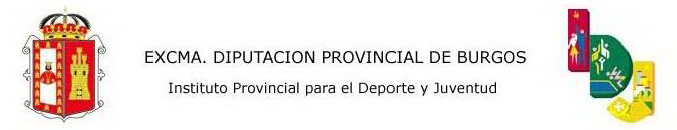 EXCMA. DIPUTACION PROVINCIAL DE BURGOS
Instituto Provincial para el Deporte y Juventud